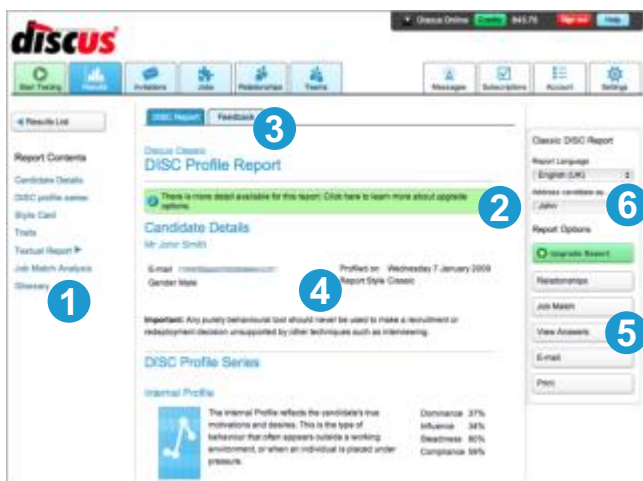 Discus Online Credits 843.75 Sign out Help
discus
Start Testing Results Invitations Jobs Relationships Teams Messages Subscriptions Account Settings
Results List
Report Contents
Candidate Details
DISC profile series
Style Card
Traits
Textual Report
Job Match Analysis
Glossary
1
DISC Report Feedback
3
Discus Classic
DISC Profile Report
There is more detail available for this report. Click here to learn more about upgrade
options.
2
Candidate Details
Mr John Smith
E-mail
Profiled on Wednesday 7 January 2009
Gender Male
Report Style Classic
4
Important: Any purely behavioural tool should never be used to make a recruitment or
redeployment decision unsupported by other techniques such as interviewing.
DISC Profile Series
Internal Profile
The Internal Profile reflects the candidate's true
motivations and desires. This is the type of
behaviour that often appears outside a working
environment, or when an individual is placed under
pressure.
Dominance 37%
Influence 34%
Steadiness 80%
Compliance 59%
Classic DISC Report
Report Language
English (UK)
Address candidate as
John
6
Report Options
Upgrade Report
Relationships
Job Match
View Answers
5
E-mail
Print